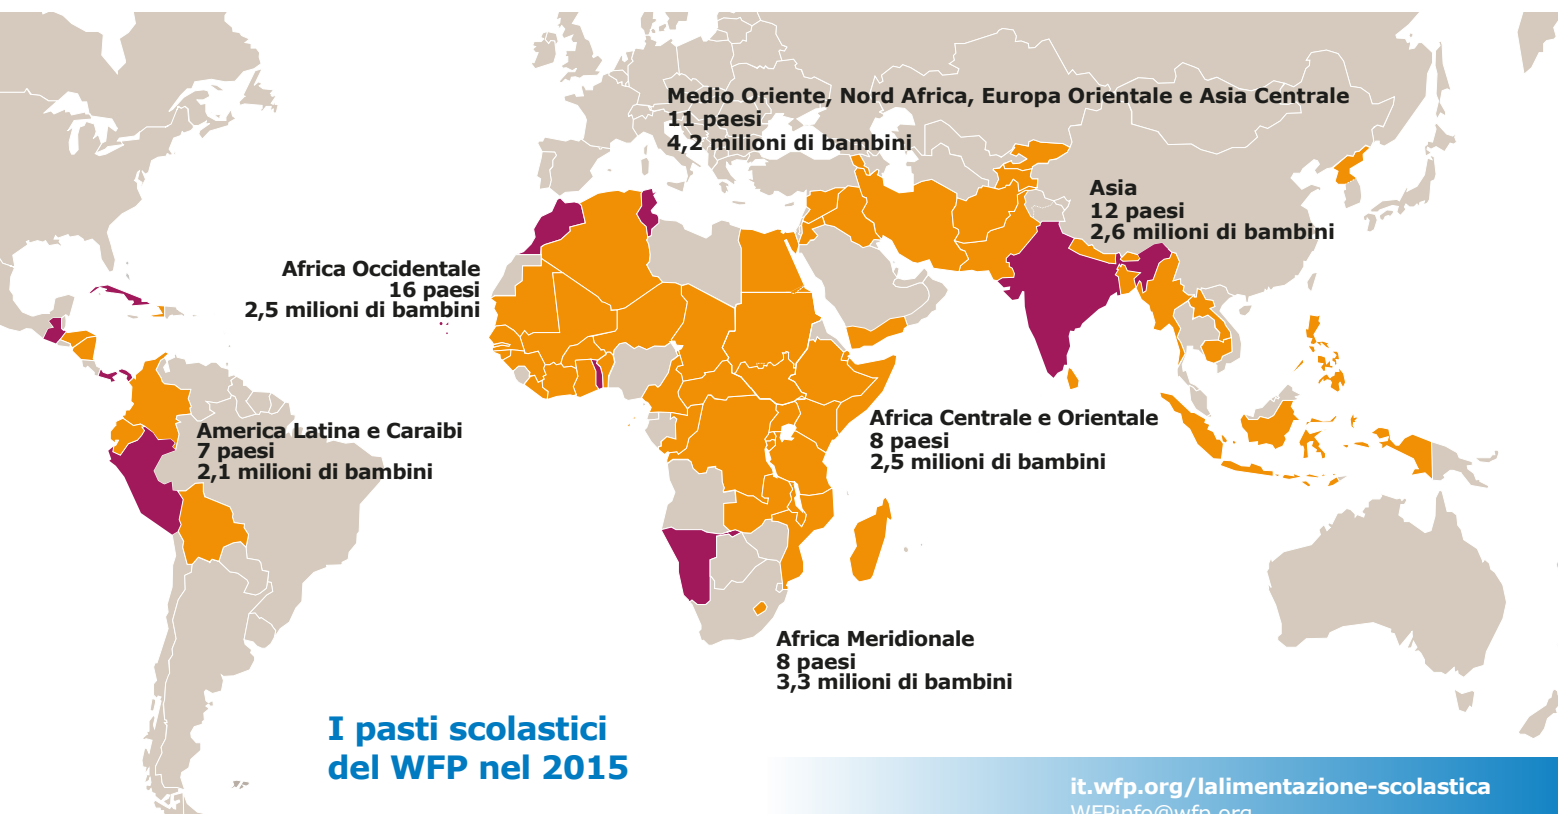 Medio Oriente, Nord Africa, Europa Orientale e Asia Centrale
11 paesi
4,2 milioni di bambini
Asia
12 paesi
2,6 milioni di bambini
Africa Occidentale
16 paesi
2,5 milioni di bambini
America Latina e Caraibi
7 paesi
2,1 milioni di bambini
Africa Centrale e Orientale
8 paesi
2,5 milioni di bambini
Africa Meridionale
8 paesi
3,3 milioni di bambini
I pasti scolastici
del WFP nel 2015
it.wfp.org/lalimentazione-scolastica
WFPinfo@wfp.org